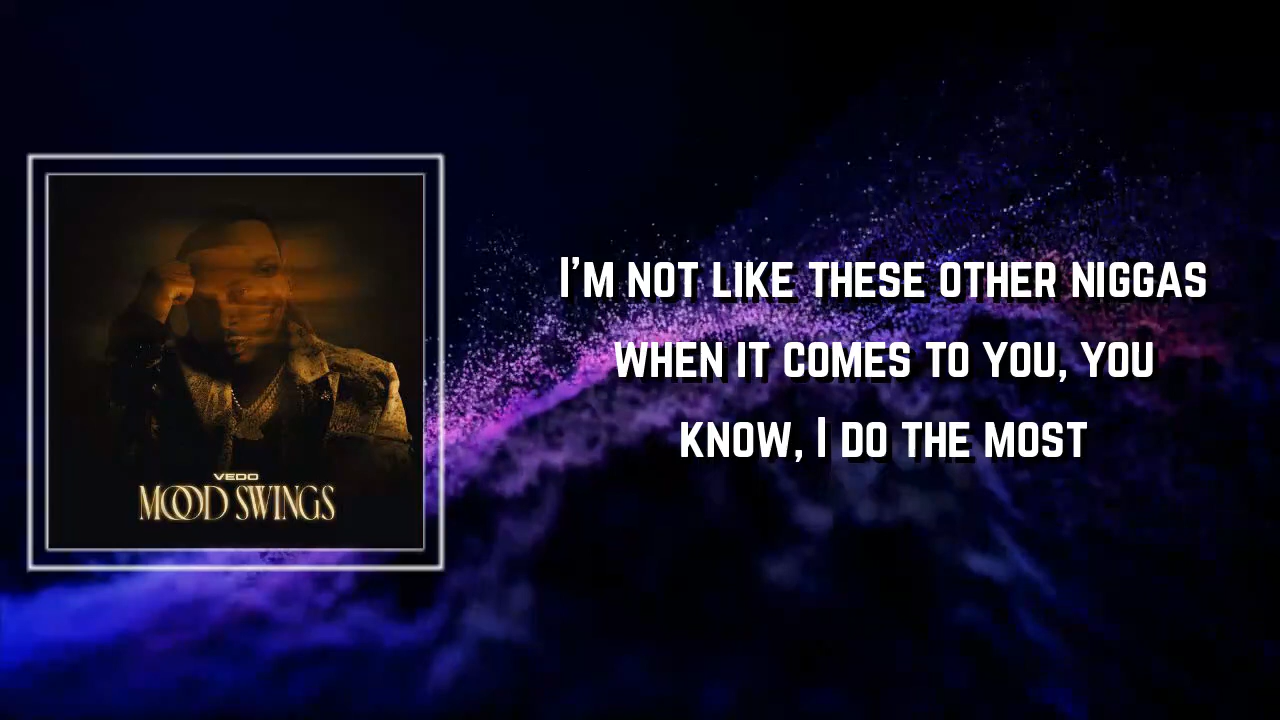 VEDO
MOOD SWINGS
I'M NOT LIKE THESE OTHER NIGGAS
WHEN IT COMES TO YOU, YOU
KNOW, I DO THE MOST